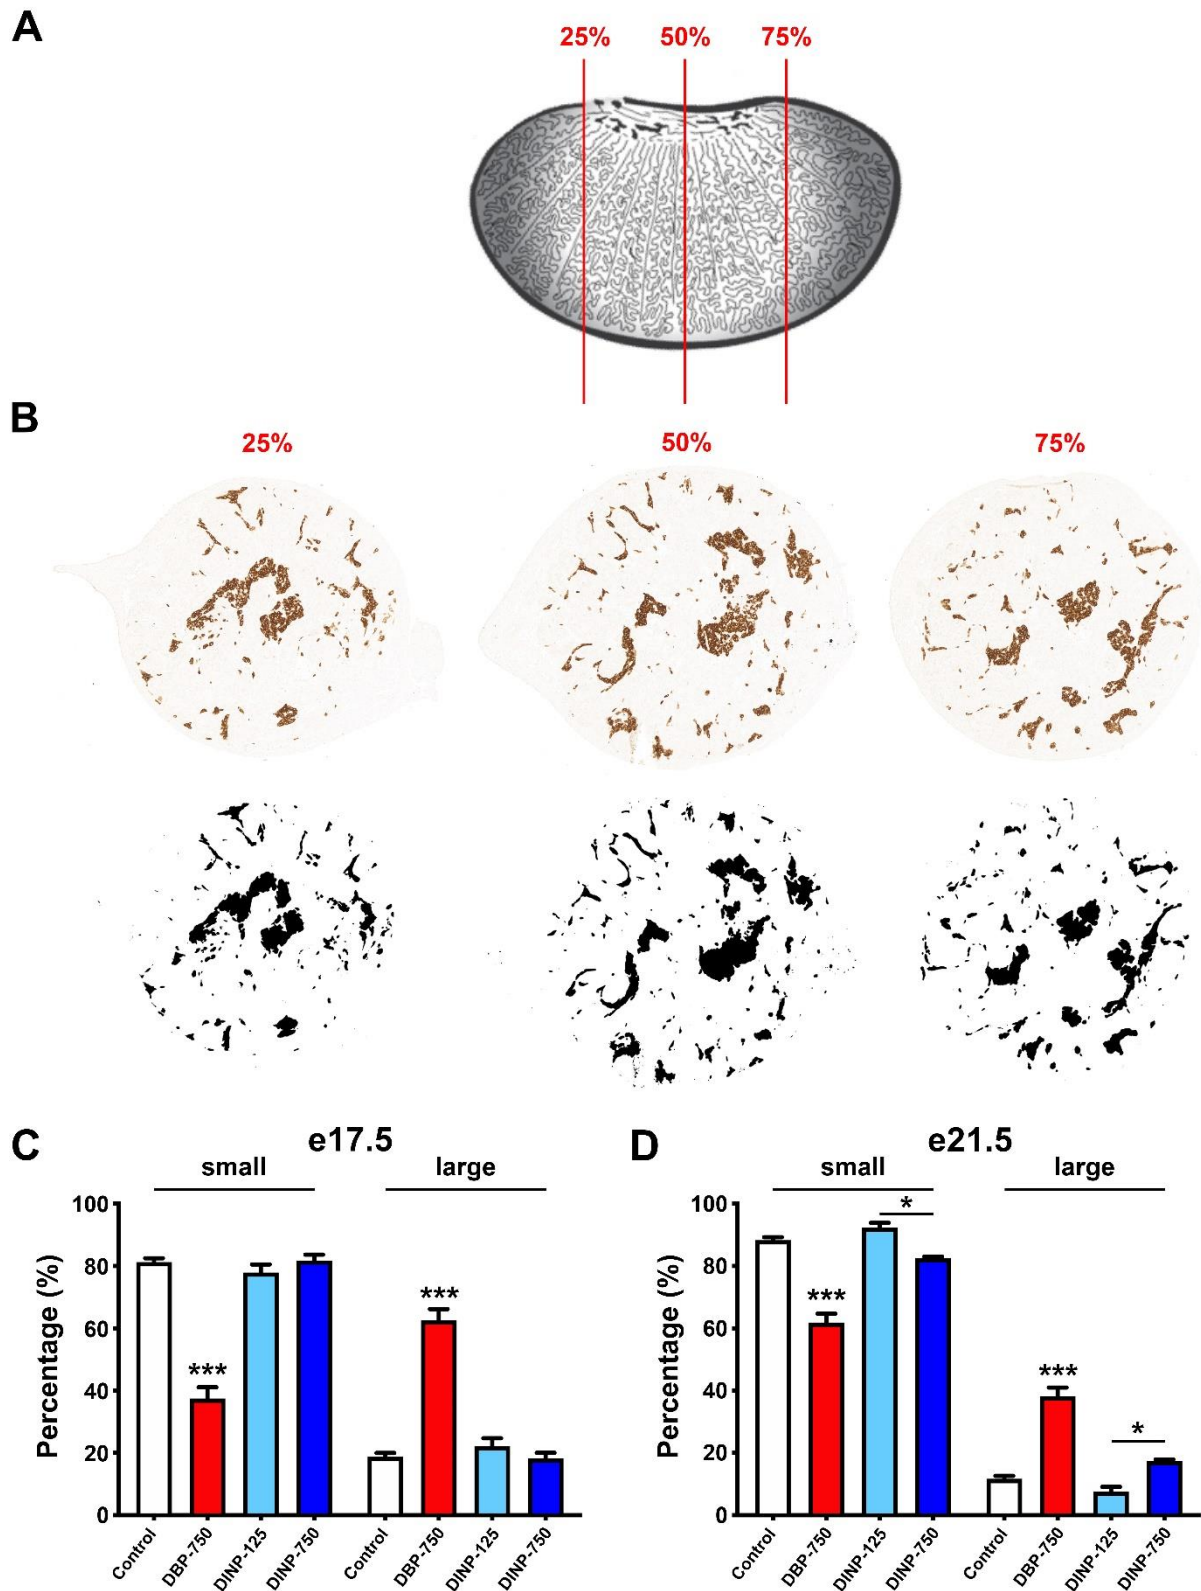 A
25% 50% 75%
B
25% 50% 75%
C e17.5
small large
100
80
60
40
20
0
Percentage (%)
***
***
Control DBP-750 DINP-125 DINP-750 Control DBP-750 DINP-125 DINP-750
D e21.5
small large
100
80
60
40
20
0
Percentage (%)
*
***
***
*
Control DBP-750 DINP-125 DINP-750 Control DBP-750 DINP-125 DINP-750